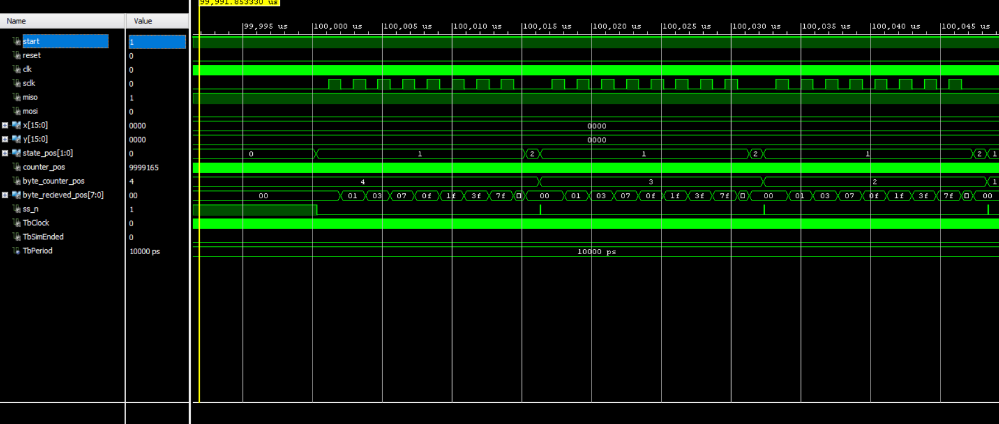 99,991.853330 us
Name Value
99,995 us 100,000 us 100,005 us 100,010 us 100,015 us 100,020 us 100,025 us 100,030 us 100,035 us 100,040 us 100,045 us
start 1
reset 0
clk 0
sclk 0
miso 1
mosi 0
x[15:0] 0000 0000
y[15:0] 0000 0000
state_pos[1:0] 0 0 1 2 1 2 1 2 1
counter_pos 9999165
byte_counter_pos 4 4 3 2 1
byte_recieved_pos[7:0] 00 00 01 03 07 0f 1f 3f 7f 00 01 03 07 0f 1f 3f 7f 00 01 03 07 0f 1f 3f 7f 00
ss_n 1
TbClock 0
TbSimEnded 0
TbPeriod 10000 ps 10000 ps